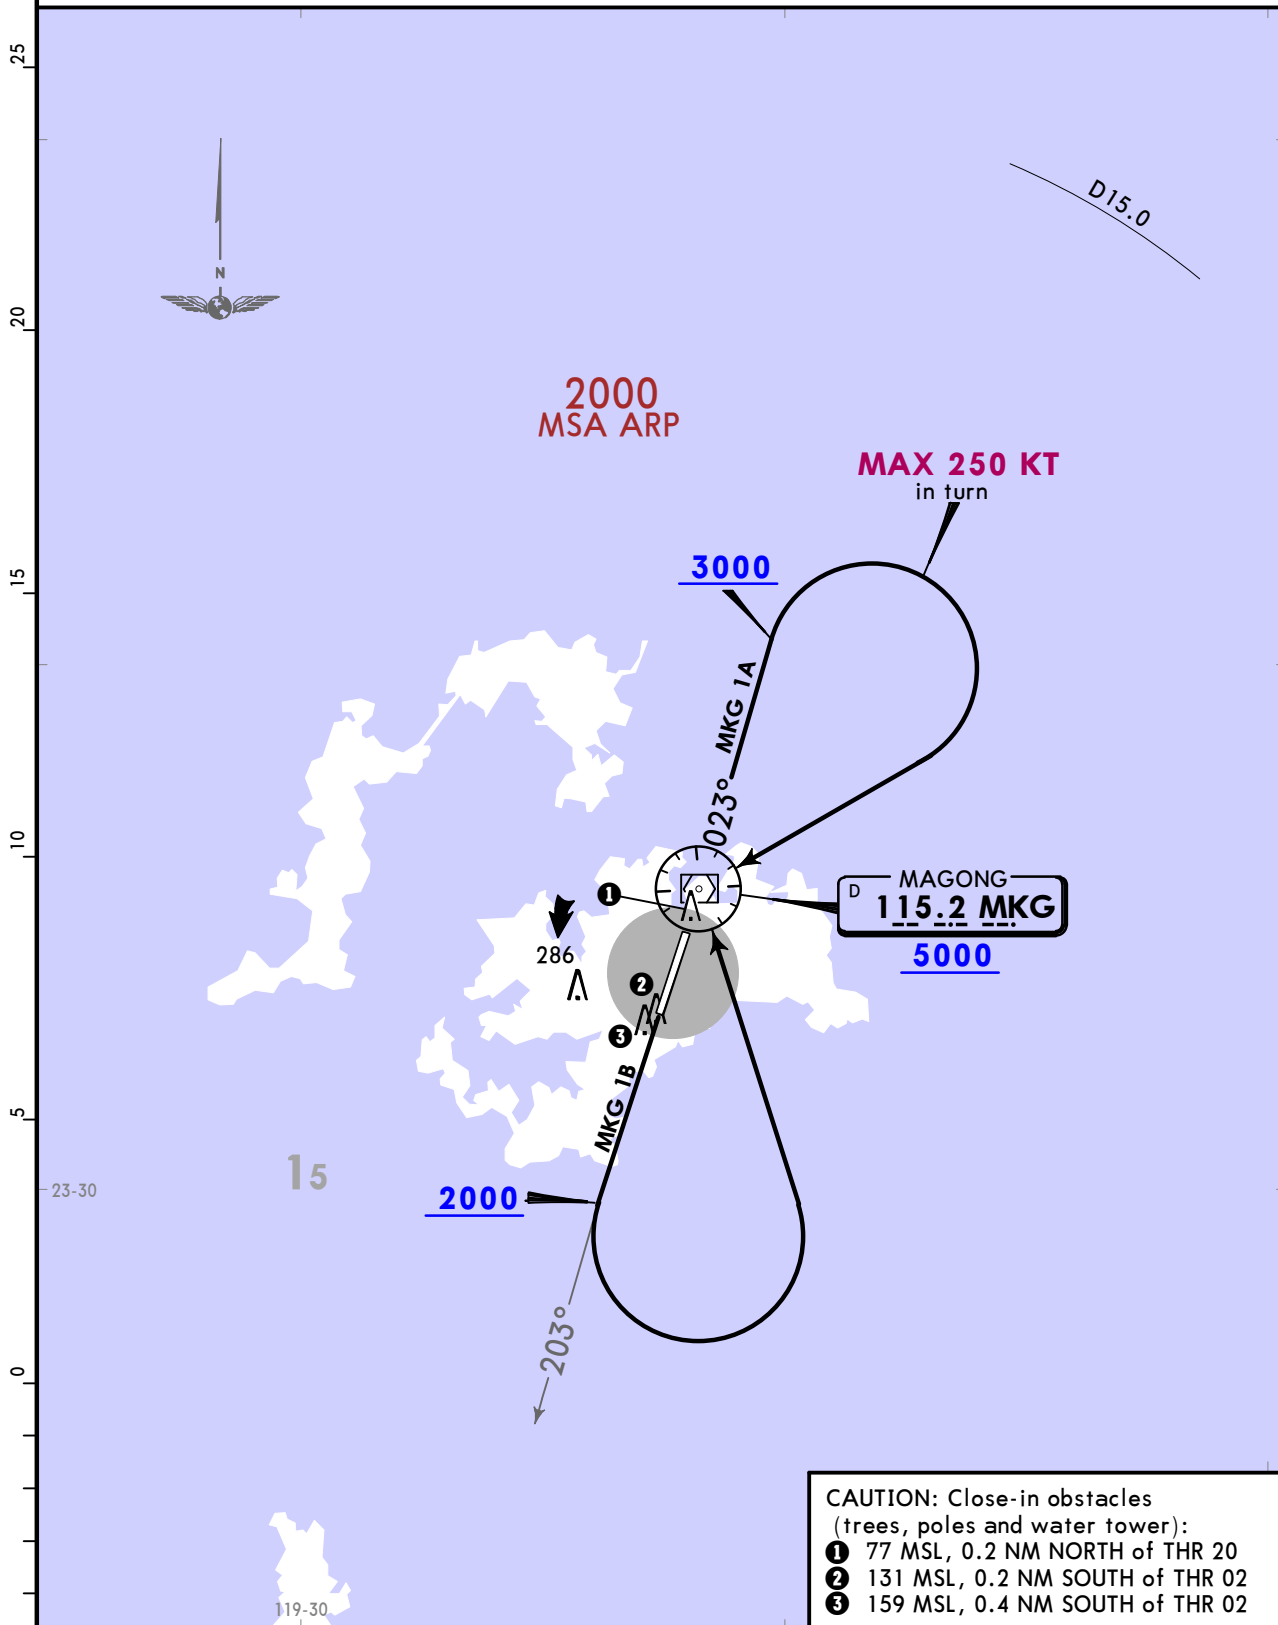 25
D15.0
N
20
2000
MSA ARP
MAX 250 KT
in turn
3000
15
MKG 1A
023°
10
MAGONG
D
115.2 MKG
5000
1
286
2
3
MKG 1B
5
15
23-30
2000
203°
0
CAUTION: Close-in obstacles
(trees, poles and water tower):
1 77 MSL, 0.2 NM NORTH of THR 20
2 131 MSL, 0.2 NM SOUTH of THR 02
3 159 MSL, 0.4 NM SOUTH of THR 02
119-30